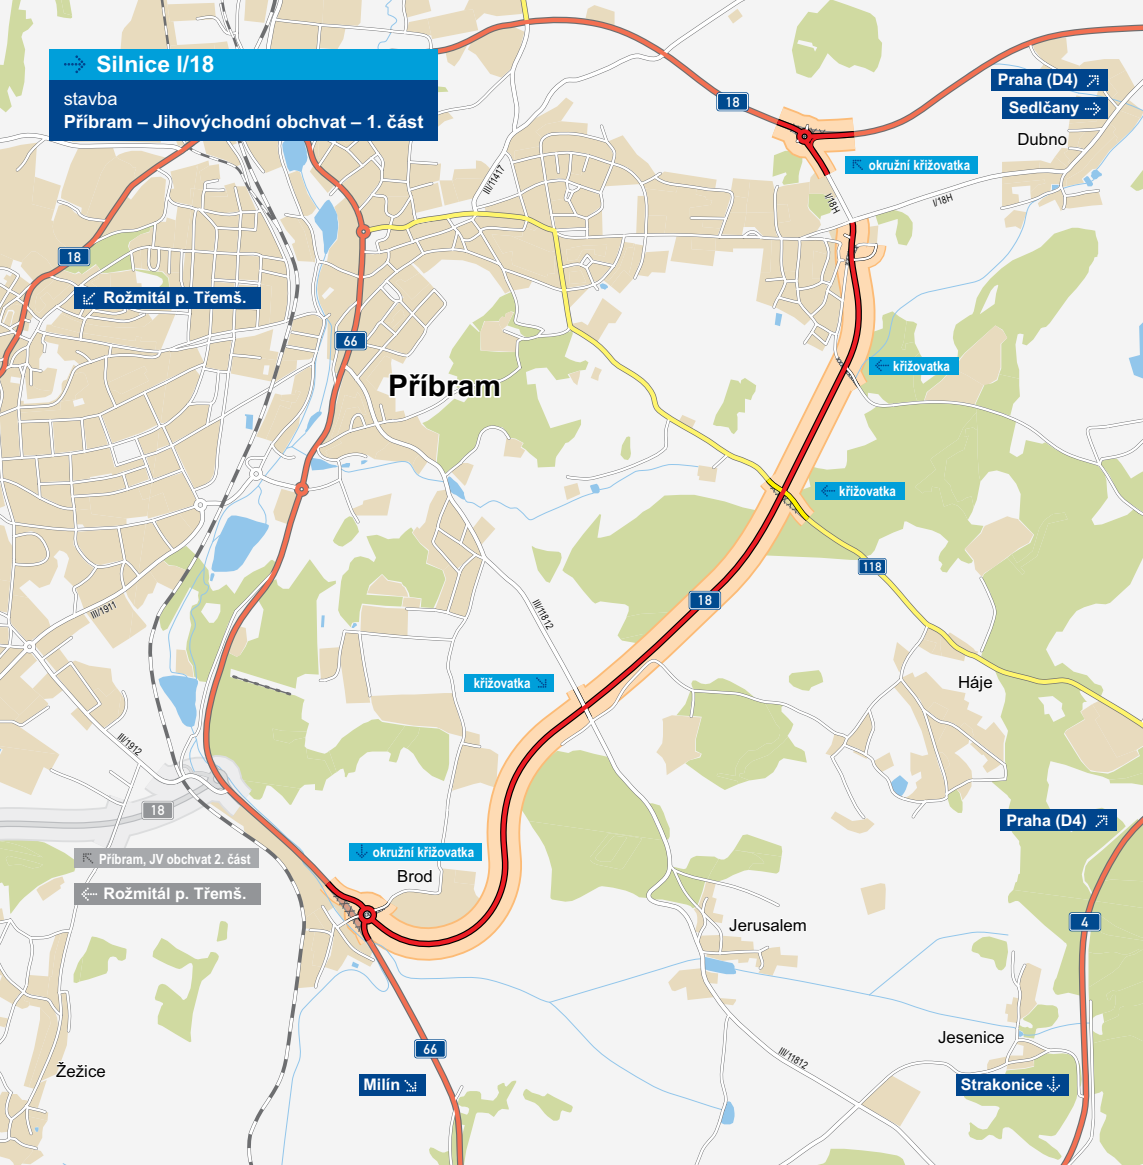 Silnice I/18
stavba
Příbram – Jihovýchodní obchvat – 1. část
Praha (D4)
Sedlčany
18
Dubno
okružní křižovatka
III/11417
I/18H
I/18H
18
Rožmitál p. Třemš.
66
Příbram
křižovatka
křižovatka
118
18
III/1911
III/11812
křižovatka
Háje
III/1912
18
Praha (D4)
Příbram, JV obchvat 2. část
okružní křižovatka
Brod
Rožmitál p. Třemš.
Jerusalem
4
Jesenice
66
III/11812
Žežice
Milín
Strakonice